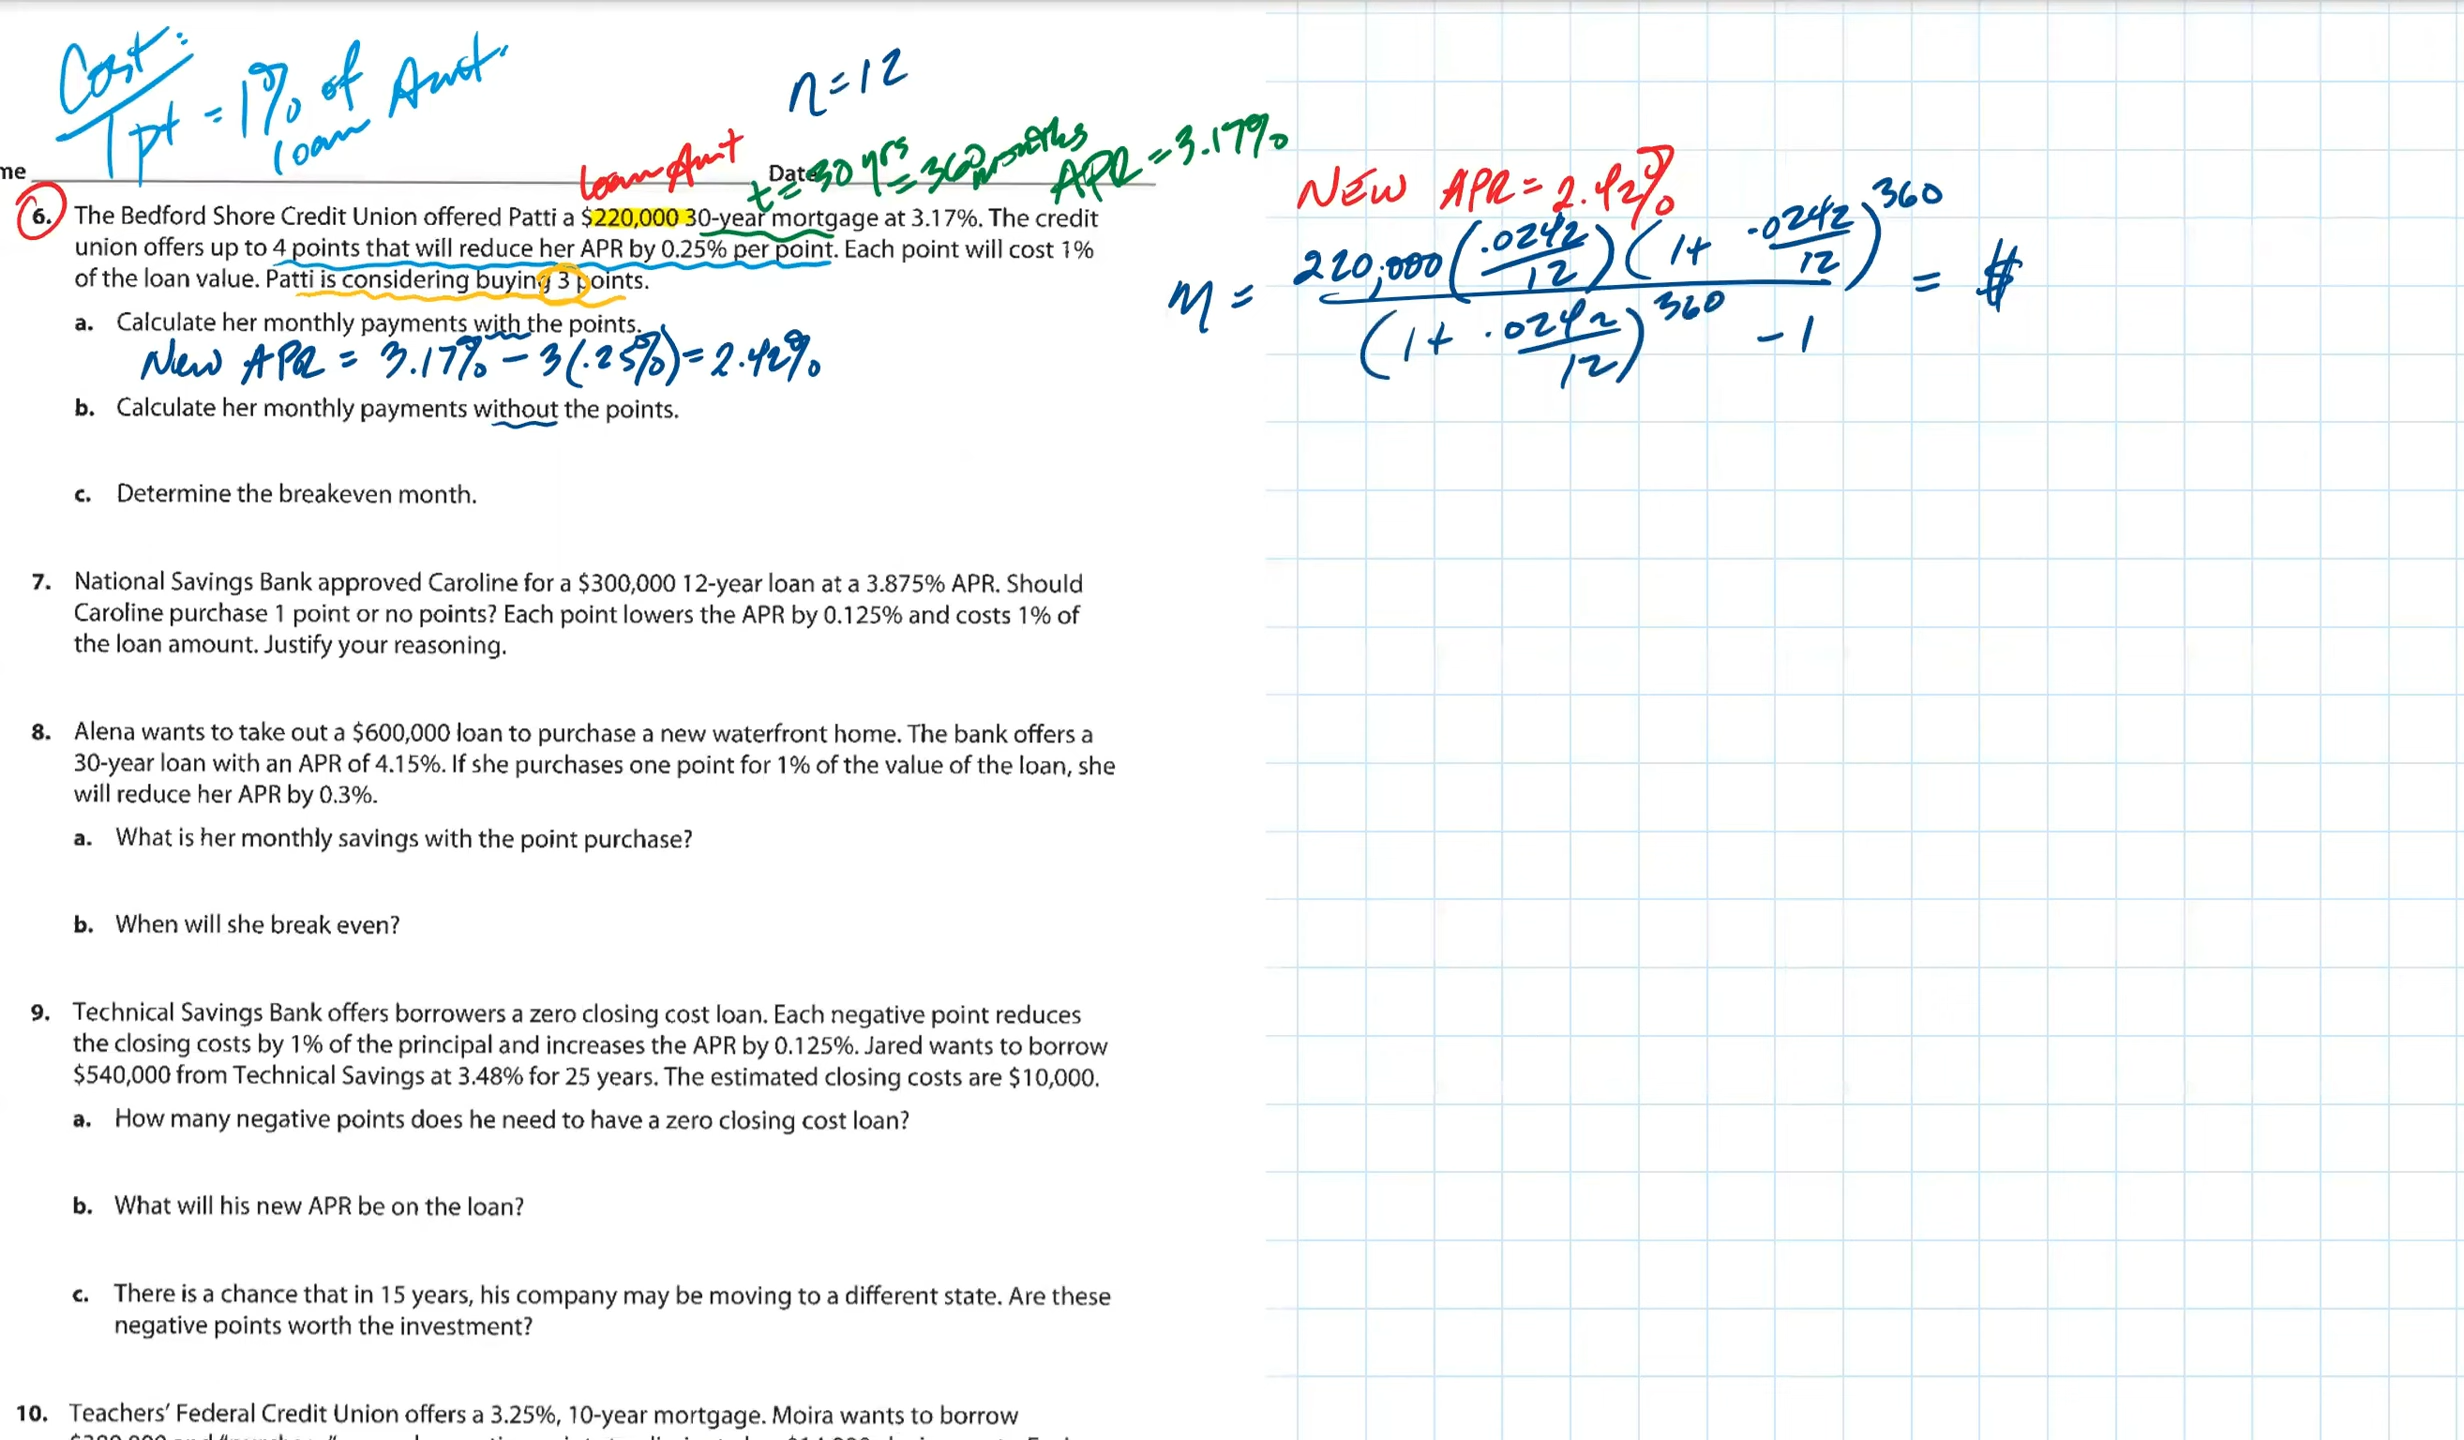 Cost:
1 pt = 1% of Amt.
loan
n=12
Loan Amt
t = 30 yrs = 360 months
APR = 3.17%
me
Date
6. The Bedford Shore Credit Union offered Patti a $220,000 30-year mortgage at 3.17%. The credit
union offers up to 4 points that will reduce her APR by 0.25% per point. Each point will cost 1%
of the loan value. Patti is considering buying 3 points.
a. Calculate her monthly payments with the points.
New APR = 3.17% - 3(.25%) = 2.42%
b. Calculate her monthly payments without the points.
c. Determine the breakeven month.
NEW APR = 2.42%
M = 220,000(.0242/12)(1+ .0242/12)^360 / (1+ .0242/12)^360 - 1 = $
7. National Savings Bank approved Caroline for a $300,000 12-year loan at a 3.875% APR. Should
Caroline purchase 1 point or no points? Each point lowers the APR by 0.125% and costs 1% of
the loan amount. Justify your reasoning.
8. Alena wants to take out a $600,000 loan to purchase a new waterfront home. The bank offers a
30-year loan with an APR of 4.15%. If she purchases one point for 1% of the value of the loan, she
will reduce her APR by 0.3%.
a. What is her monthly savings with the point purchase?
b. When will she break even?
9. Technical Savings Bank offers borrowers a zero closing cost loan. Each negative point reduces
the closing costs by 1% of the principal and increases the APR by 0.125%. Jared wants to borrow
$540,000 from Technical Savings at 3.48% for 25 years. The estimated closing costs are $10,000.
a. How many negative points does he need to have a zero closing cost loan?
b. What will his new APR be on the loan?
c. There is a chance that in 15 years, his company may be moving to a different state. Are these
negative points worth the investment?
10. Teachers' Federal Credit Union offers a 3.25%, 10-year mortgage. Moira wants to borrow